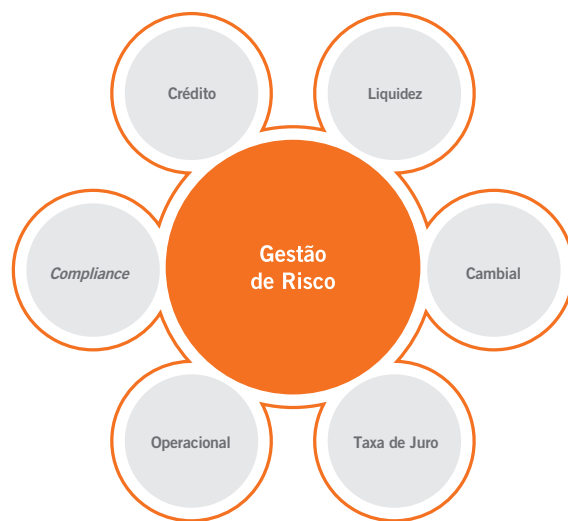 Crédito
Liquidez
Gestão
de Risco
Compliance
Cambial
Operacional
Taxa de Juro